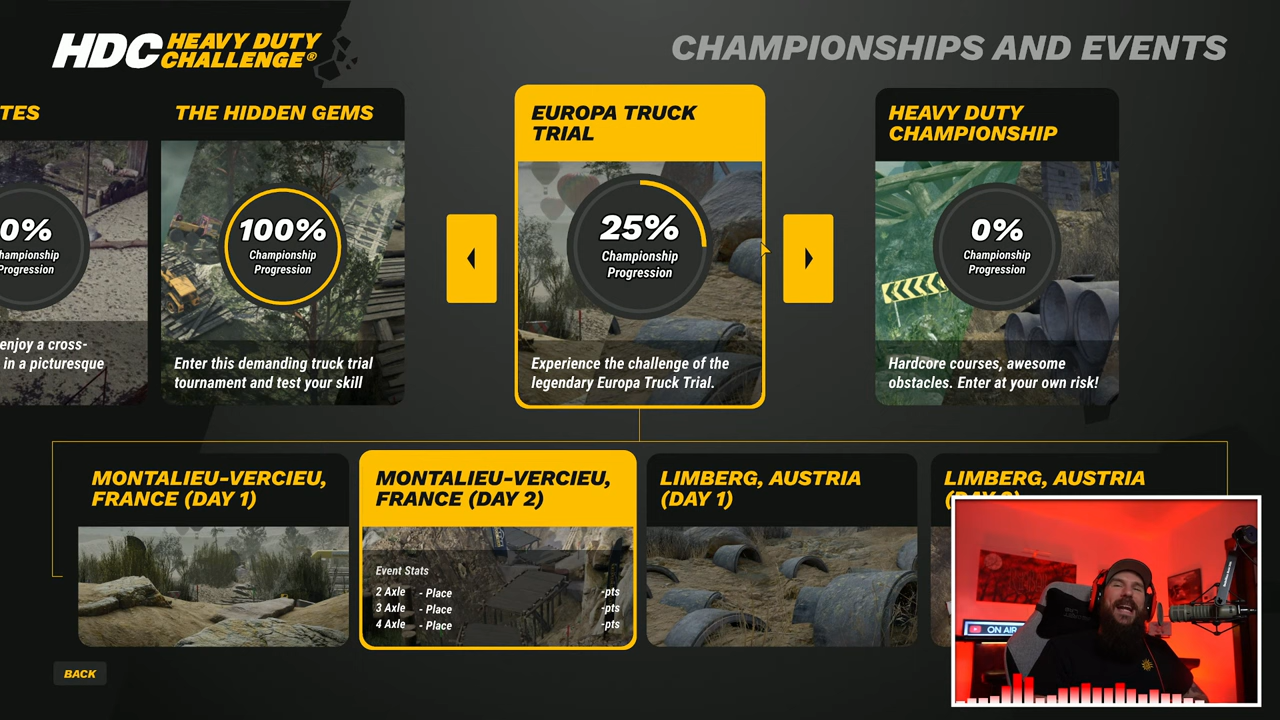 HDC HEAVY DUTY
CHALLENGE®
CHAMPIONSHIPS AND EVENTS
TES
0%
Progression
enjoy a cross-
in a picturesque
THE HIDDEN GEMS
100%
Championship
Progression
Enter this demanding truck trial
tournament and test your skill
EUROPA TRUCK
TRIAL
25%
Championship
Progression
Experience the challenge of the
legendary Europa Truck Trial.
HEAVY DUTY
CHAMPIONSHIP
0%
Championship
Progression
Hardcore courses, awesome
obstacles. Enter at your own risk!
MONTALIEU-VERCIEU,
FRANCE (DAY 1)
MONTALIEU-VERCIEU,
FRANCE (DAY 2)
Event Stats
2 Axle - Place -pts
3 Axle - Place -pts
4 Axle - Place -pts
LIMBERG, AUSTRIA
(DAY 1)
LIMBERG, AUSTRIA
ON AIR
BACK